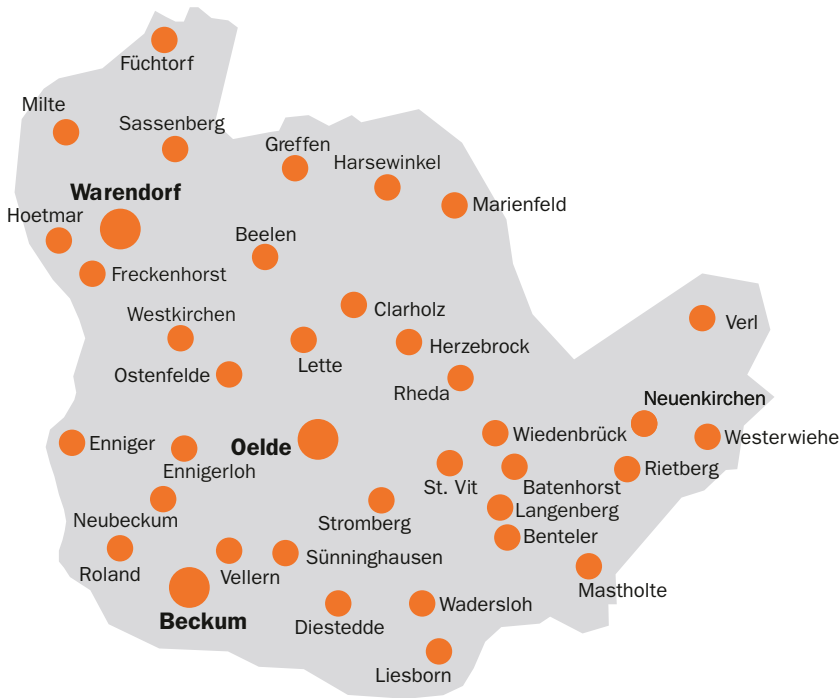 Füchtorf
Milte
Sassenberg
Greffen
Harsewinkel
Warendorf
Marienfeld
Hoetmar
Beelen
Freckenhorst
Clarholz
Westkirchen
Verl
Herzebrock
Lette
Ostenfelde
Rheda
Neuenkirchen
Wiedenbrück
Westerwiehe
Enniger
Oelde
Ennigerloh
Rietberg
St. Vit
Batenhorst
Langenberg
Neubeckum
Stromberg
Benteler
Sünninghausen
Roland
Vellern
Mastholte
Wadersloh
Beckum
Diestedde
Liesborn